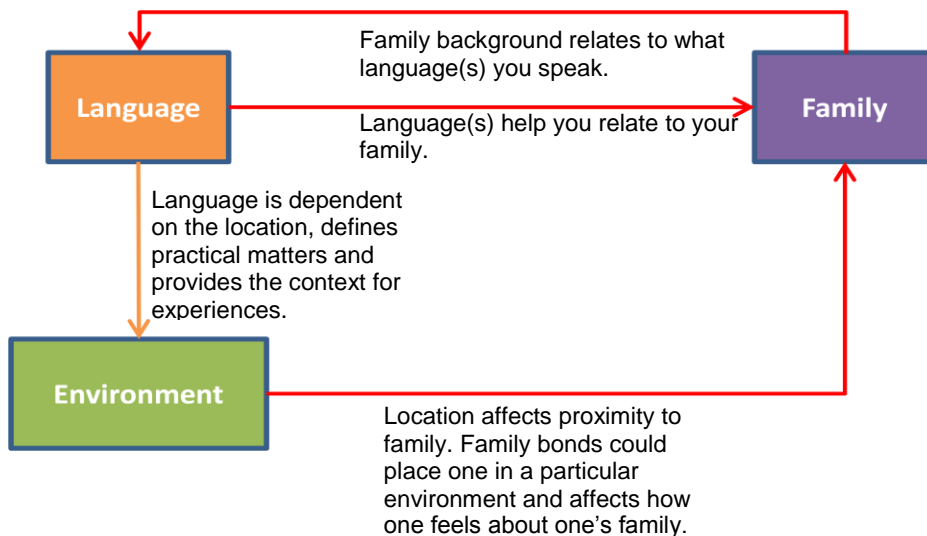 Family background relates to what
language(s) you speak.
Language
Family
Language(s) help you relate to your
family.
Language is dependent
on the location, defines
practical matters and
provides the context for
experiences.
Environment
Location affects proximity to
family. Family bonds could
place one in a particular
environment and affects how
one feels about one’s family.